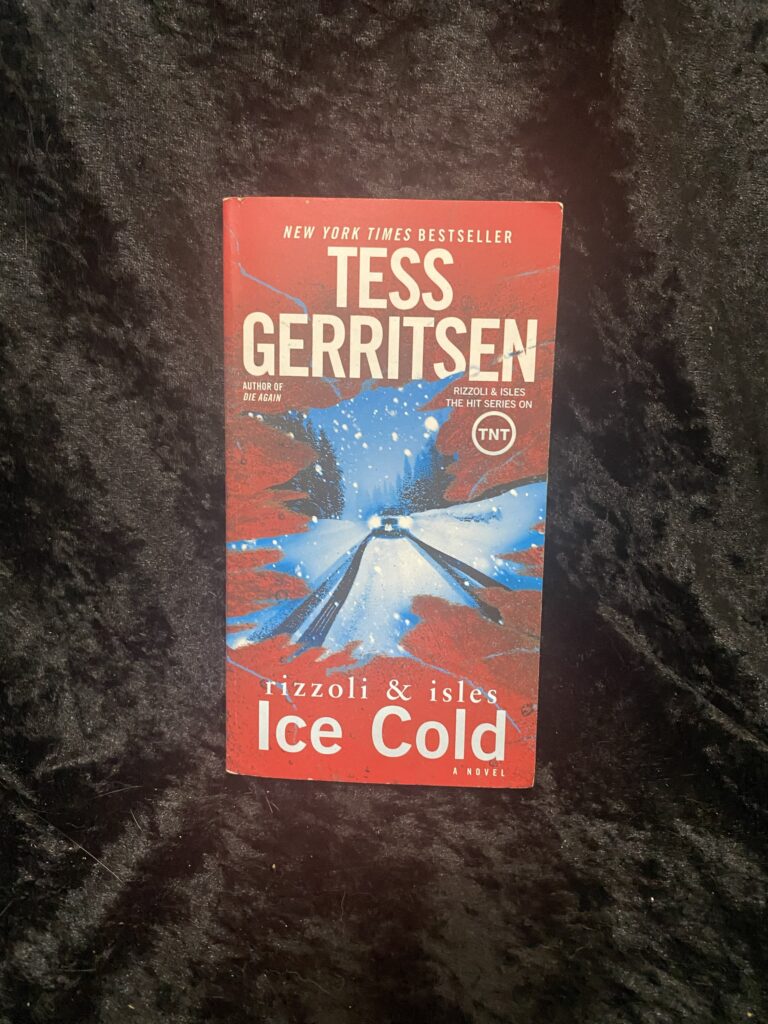 NEW YORK TIMES BESTSELLER
TESS
GERRITSEN
AUTHOR OF
DIE AGAIN
RIZZOLI & ISLES
THE HIT SERIES ON
TNT
rizzoli & isles
Ice Cold
A NOVEL